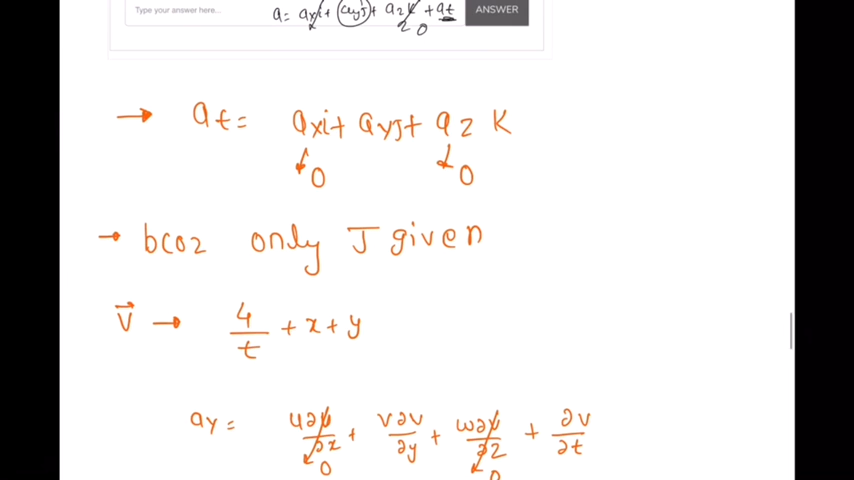 Type your answer here...
a = axi + ayj + azk + at
0
ANSWER
→ at = axi + ayj + az K
0 0
→ bcoz only J given
V → 4/t + x + y
ay = u∂v/∂x + v∂v/∂y + w∂v/∂z + ∂v/∂t
0 0